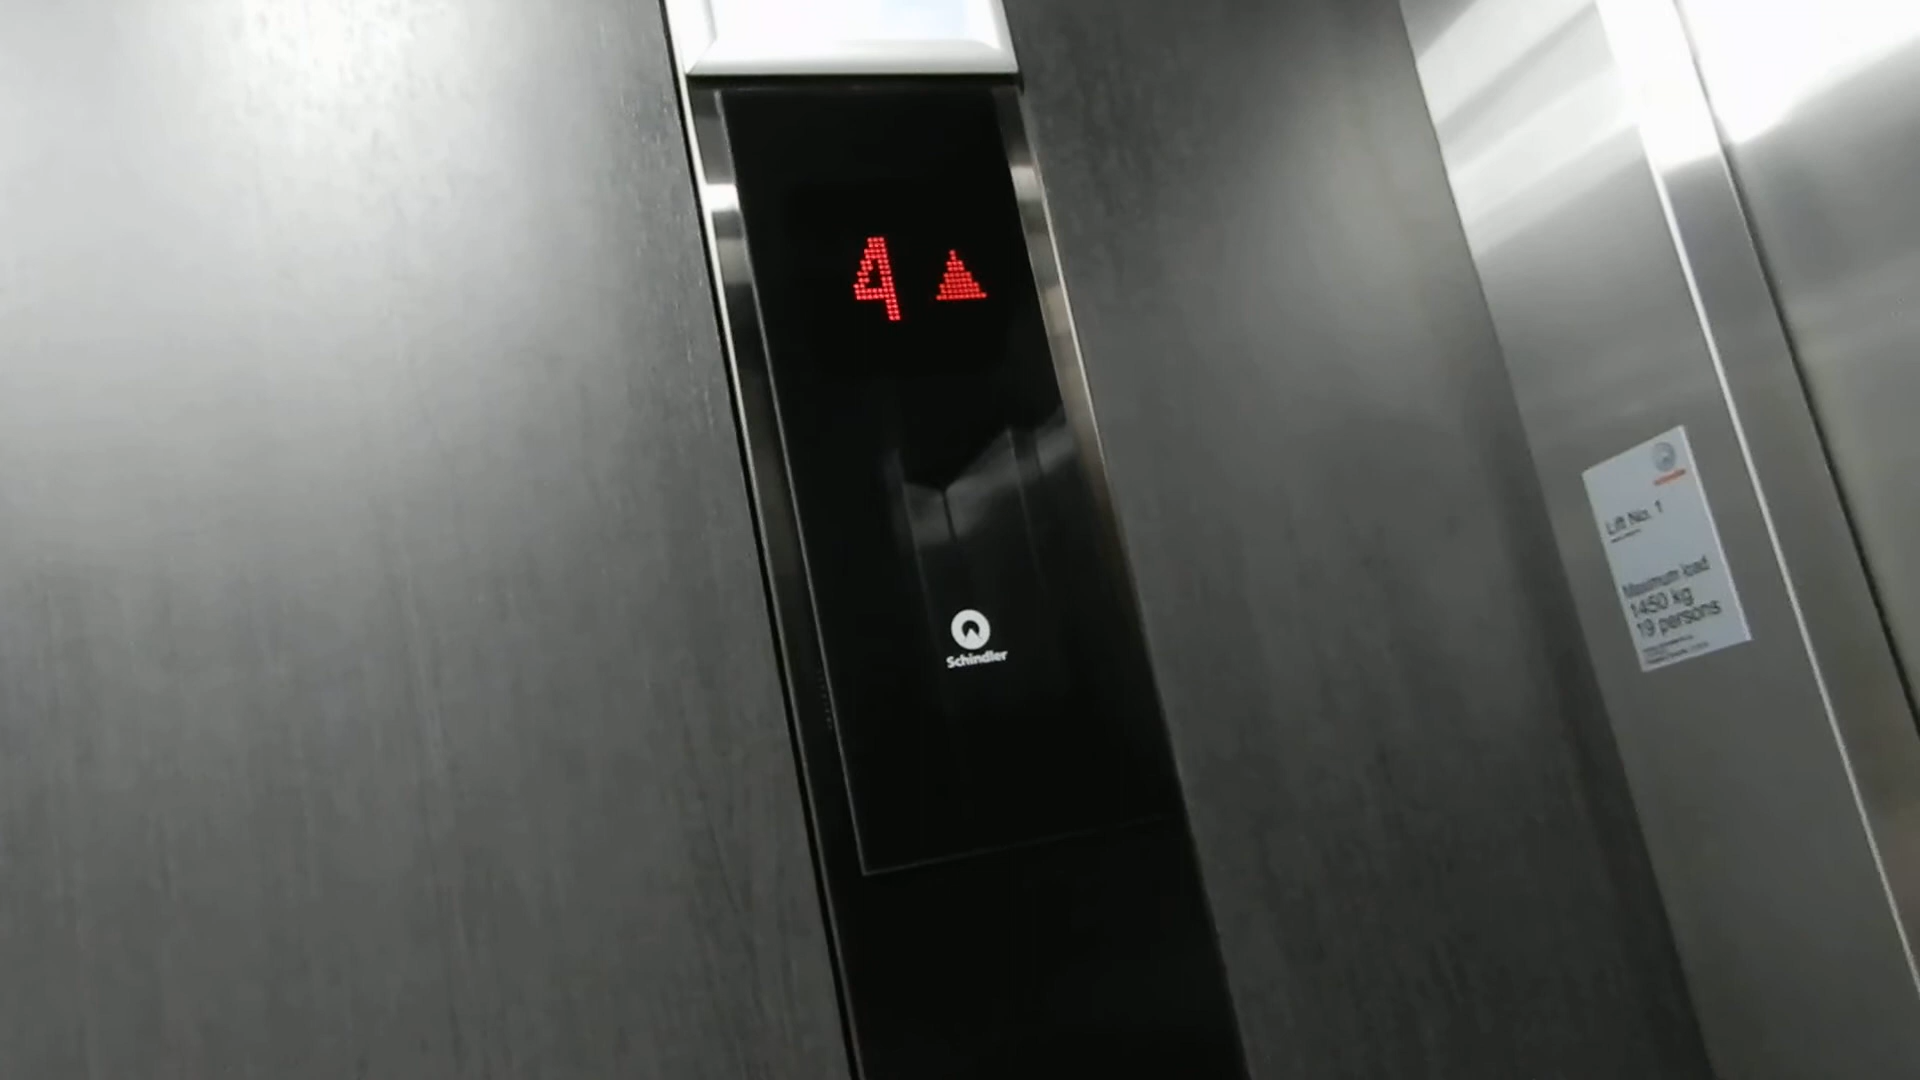 4
Schindler
Lift No. 1
Maximum load
1450 kg
19 persons